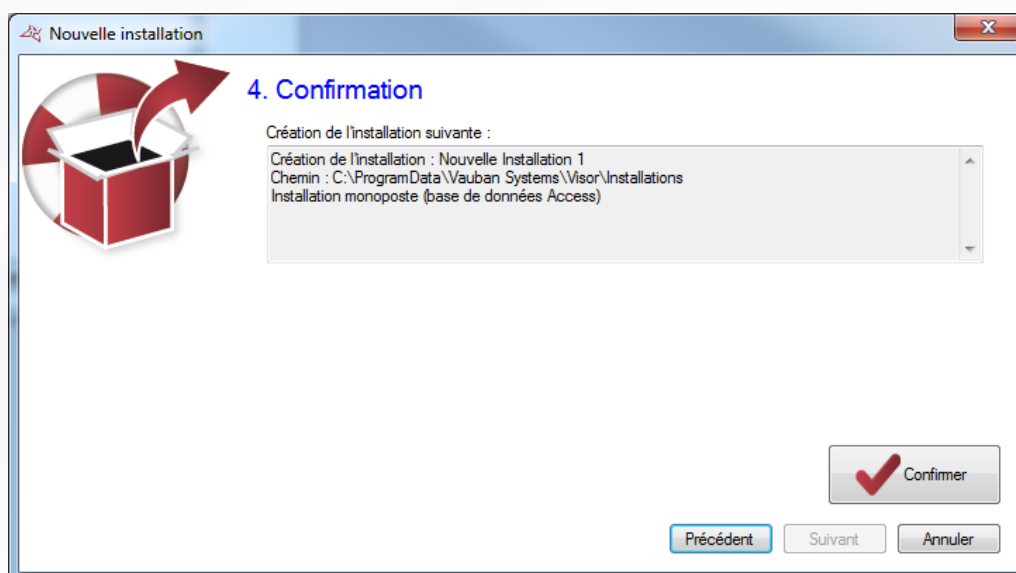 Nouvelle installation
4. Confirmation
Création de l'installation suivante :
Création de l'installation : Nouvelle Installation 1
Chemin : C:\ProgramData\Vauban Systems\Visor\Installations
Installation monoposte (base de données Access)
Confirmer
Précédent Suivant Annuler